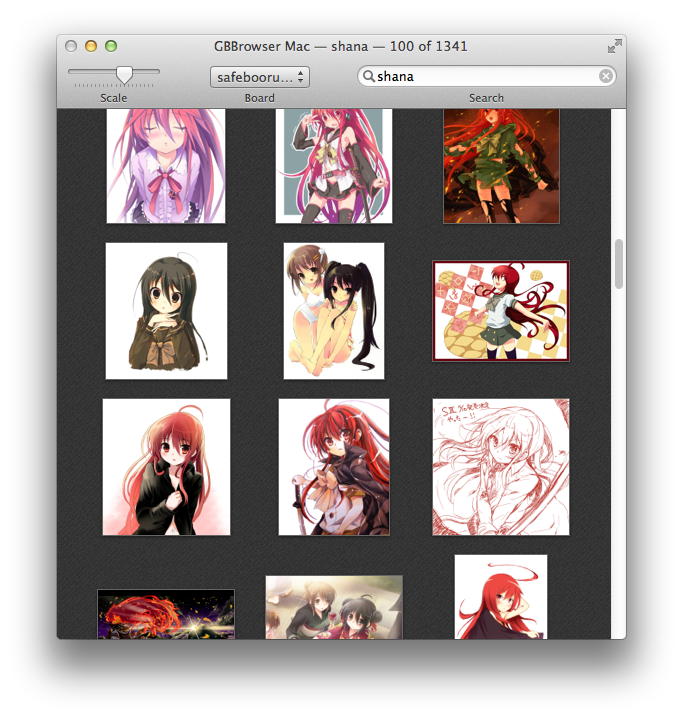 GBBrowser Mac — shana — 100 of 1341
safebooru...
shana
Scale
Board
Search